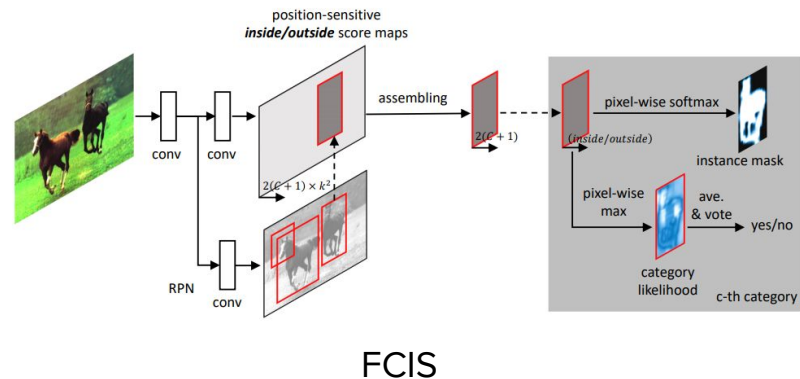 position-sensitive
inside/outside score maps
assembling
conv
conv
2(C + 1) × k²
2(C + 1)
RPN
conv
pixel-wise softmax
(inside/outside)
instance mask
pixel-wise
max
ave.
& vote
yes/no
category
likelihood
c-th category
FCIS